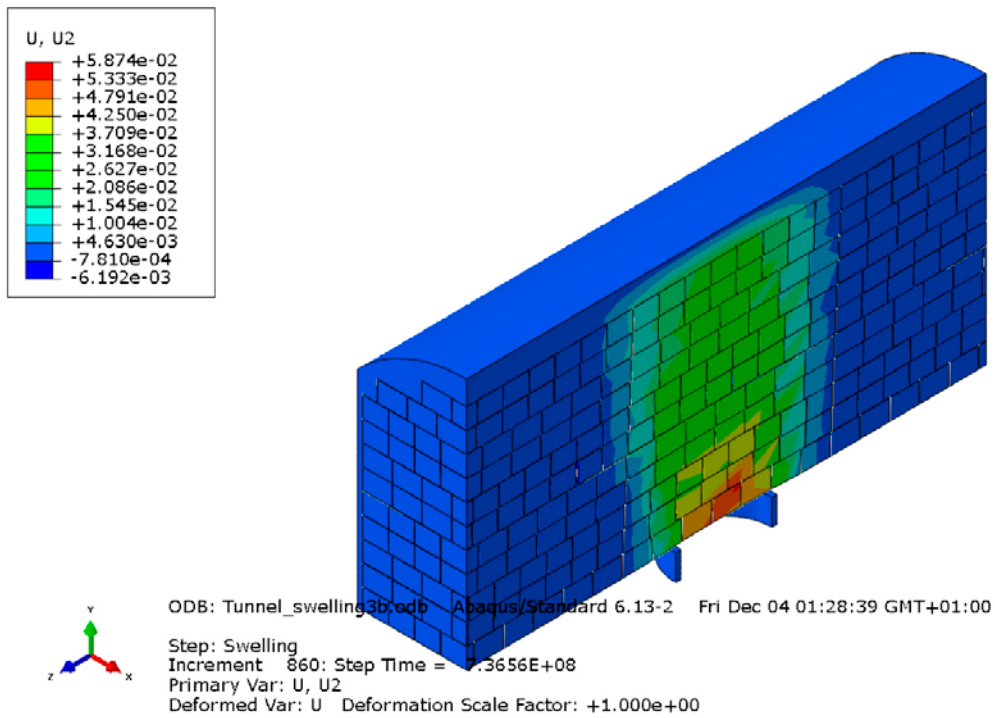 U, U2
+5.874e-02
+5.333e-02
+4.791e-02
+4.250e-02
+3.709e-02
+3.168e-02
+2.627e-02
+2.086e-02
+1.545e-02
+1.004e-02
+4.630e-03
-7.810e-04
-6.192e-03
ODB: Tunnel_swelling3b.odb Abaqus/Standard 6.13-2 Fri Dec 04 01:28:39 GMT+01:00
Step: Swelling
Increment 860: Step Time = 7.3656E+08
Primary Var: U, U2
Deformed Var: U Deformation Scale Factor: +1.000e+00
Y
Z
X